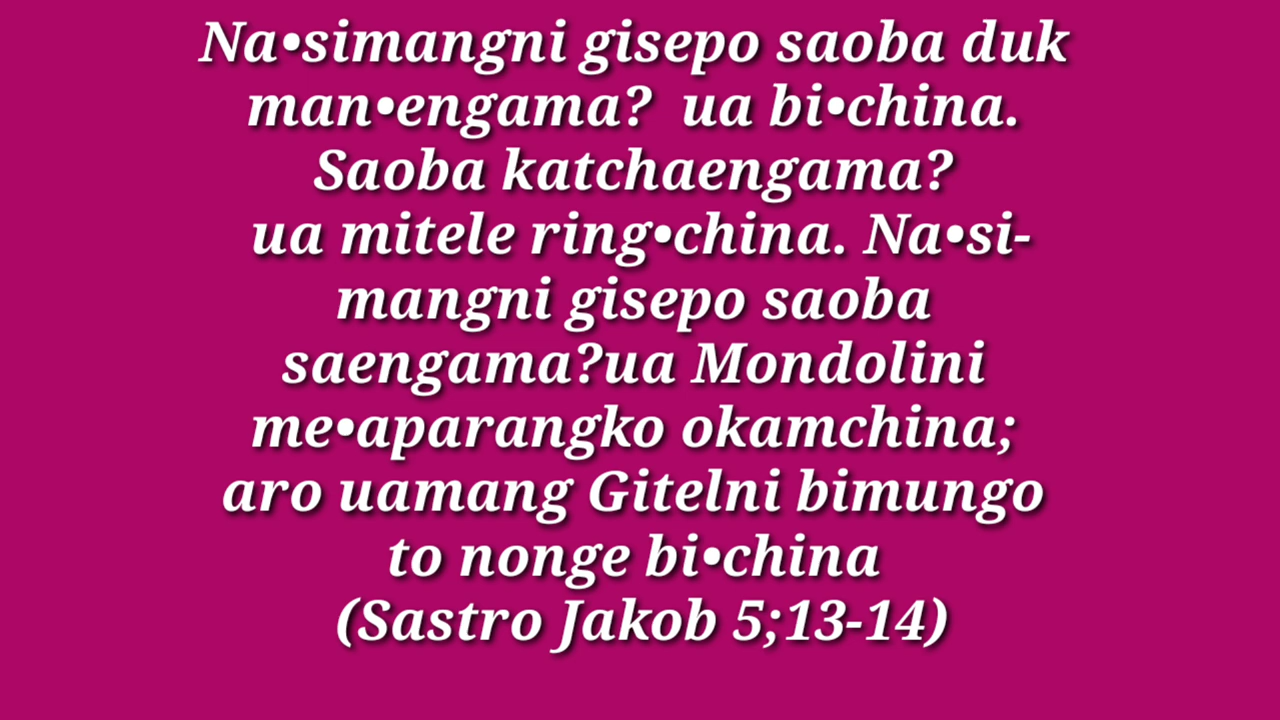 Na•simangni gisepo saoba duk
man•engama? ua bi•china.
Saoba katchaengama?
ua mitele ring•china. Na•si-
mangni gisepo saoba
saengama?ua Mondolini
me•aparangko okamchina;
aro uamang Gitelni bimungo
to nonge bi•china
(Sastro Jakob 5;13-14)